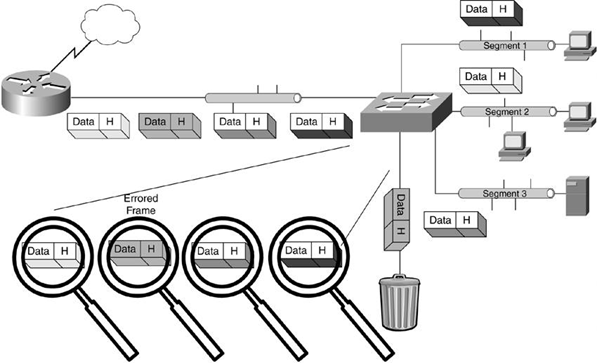 Data H
Segment 1
Data H
Segment 2
Data H Data H Data H Data H
Segment 3
Data H
Data H
Errored
Frame
Data H Data H Data H Data H